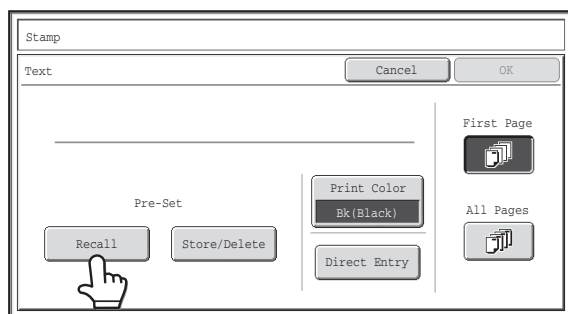 Stamp
Text
Cancel
OK
First Page
Pre-Set
Print Color
Bk(Black)
All Pages
Recall
Store/Delete
Direct Entry